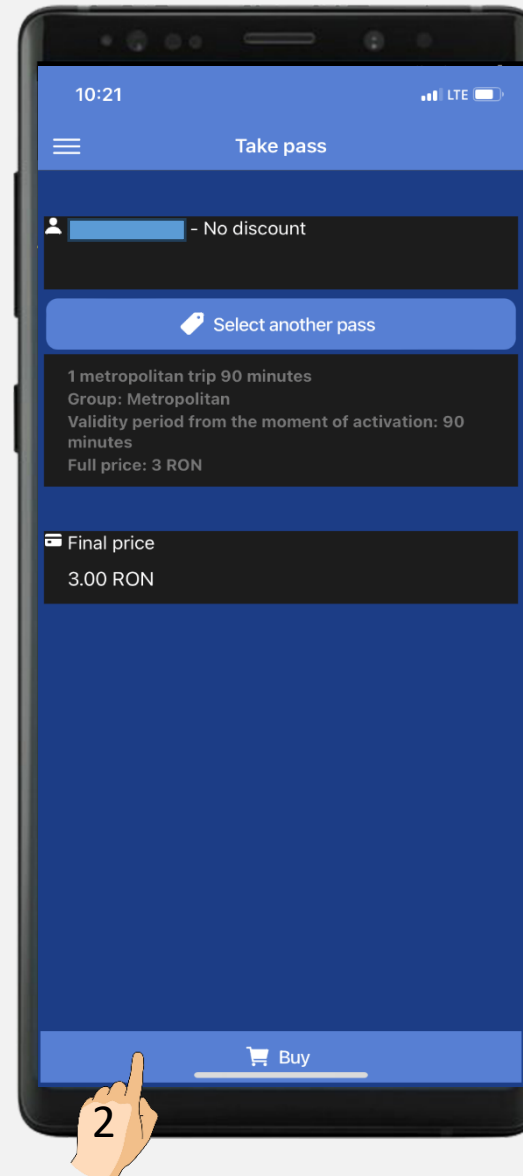 10:21
LTE
Take pass
- No discount
Select another pass
1 metropolitan trip 90 minutes
Group: Metropolitan
Validity period from the moment of activation: 90
minutes
Full price: 3 RON
Final price
3.00 RON
Buy
2